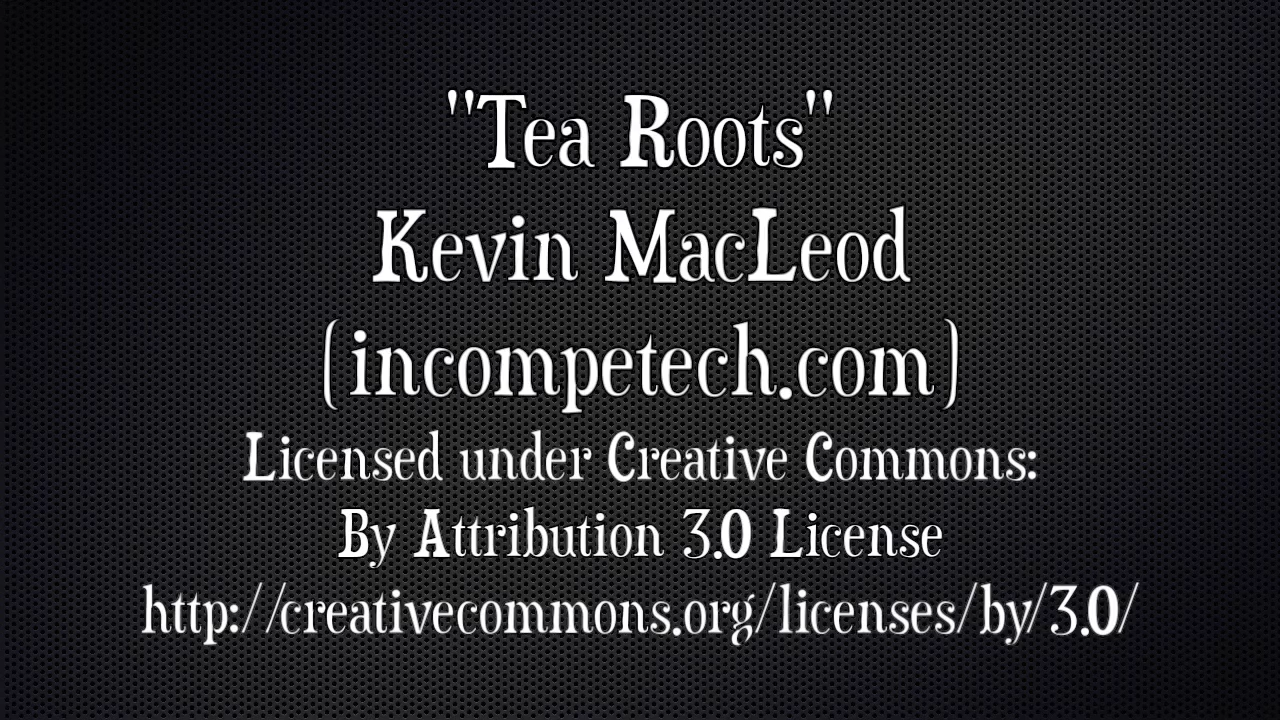 "Tea Roots"
Kevin MacLeod
(incompetech.com)
Licensed under Creative Commons:
By Attribution 3.0 License
http://creativecommons.org/licenses/by/3.0/